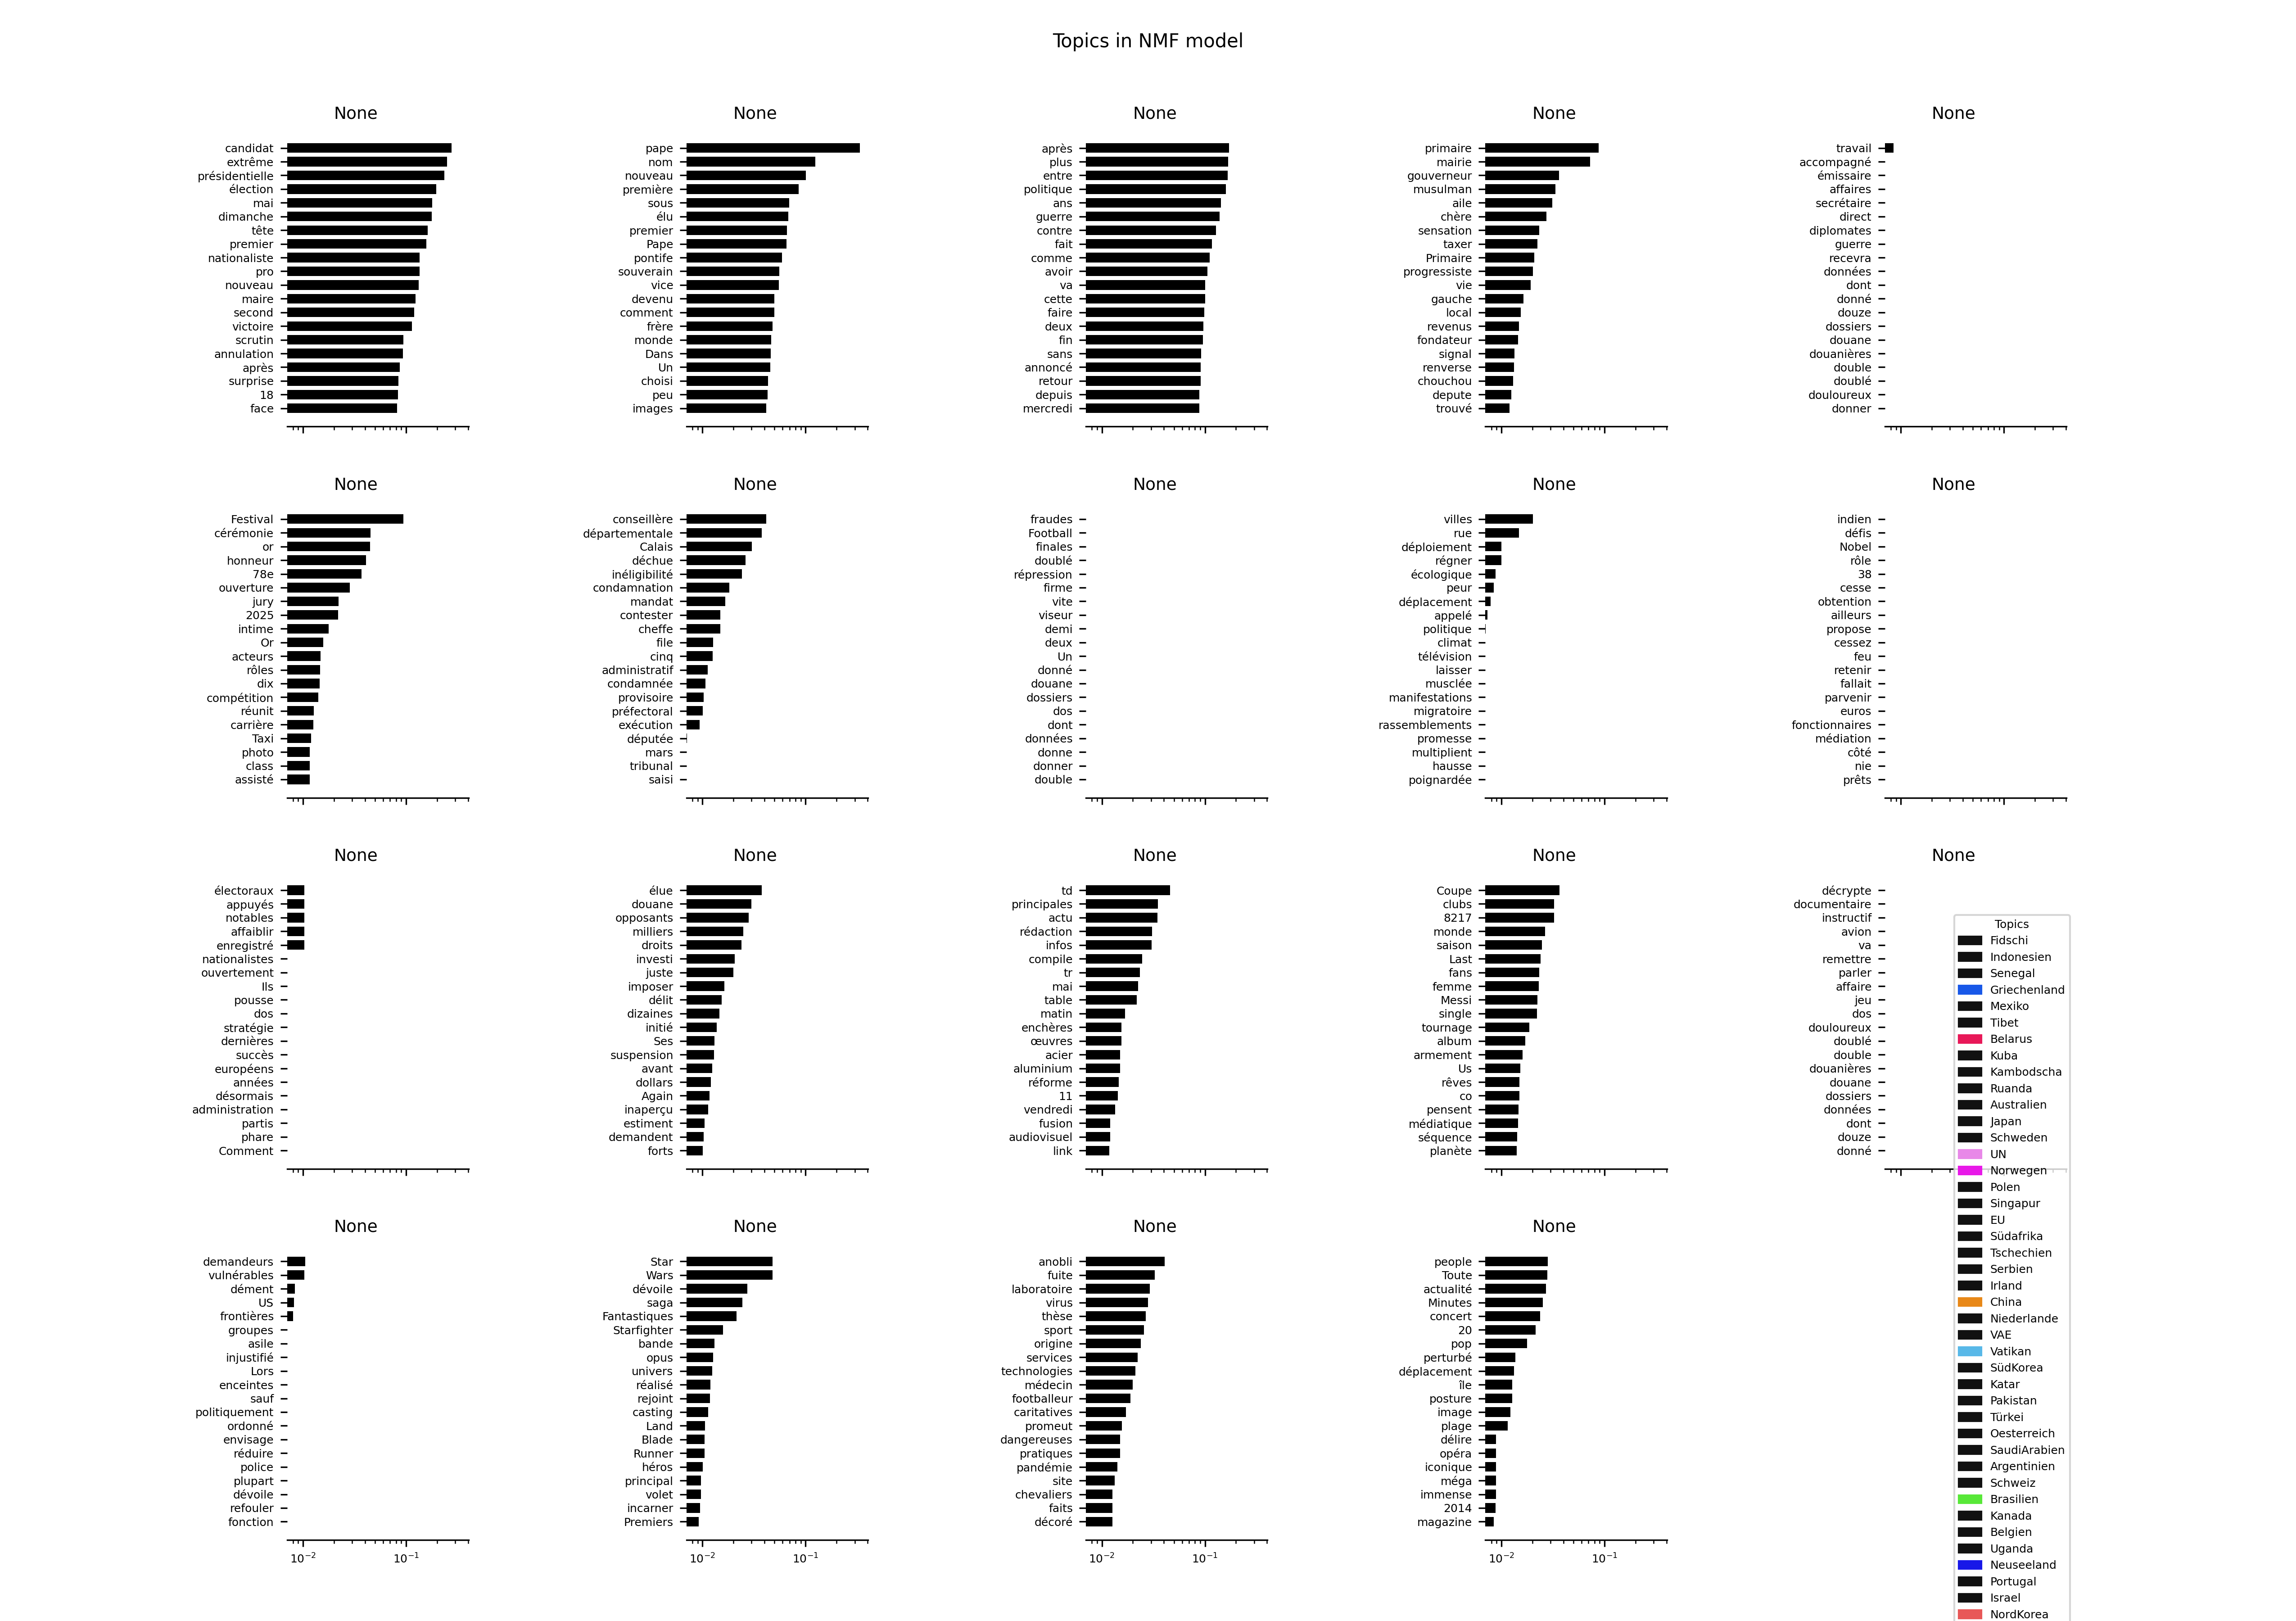 Topics in NMF model
None
candidat
extrême
présidentielle
élection
mai
dimanche
tête
premier
nationaliste
pro
nouveau
maire
second
victoire
scrutin
annulation
après
surprise
18
face
None
pape
nom
nouveau
première
sous
élu
premier
Pape
pontife
souverain
vice
devenu
comment
frère
monde
Dans
Un
choisi
peu
images
None
après
plus
entre
politique
ans
guerre
contre
fait
comme
avoir
va
cette
faire
deux
fin
sans
annoncé
retour
depuis
mercredi
None
primaire
mairie
gouverneur
musulman
aile
chère
sensation
taxer
Primaire
progressiste
vie
gauche
local
revenus
fondateur
signal
renverse
chouchou
depute
trouvé
None
travail
accompagné
émissaire
affaires
secrétaire
direct
diplomates
guerre
recevra
données
dont
donné
douze
dossiers
douane
douanières
double
doublé
douloureux
donner
None
Festival
cérémonie
or
honneur
78e
ouverture
jury
2025
intime
Or
acteurs
rôles
dix
compétition
réunit
carrière
Taxi
photo
class
assisté
None
conseillère
départementale
Calais
déchue
inéligibilité
condamnation
mandat
contester
cheffe
file
cinq
administratif
condamnée
provisoire
préfectoral
exécution
députée
mars
tribunal
saisi
None
fraudes
Football
finales
doublé
répression
firme
vite
viseur
demi
deux
Un
donné
douane
dossiers
dos
dont
données
donne
donner
double
None
villes
rue
déploiement
régner
écologique
peur
déplacement
appelé
politique
climat
télévision
laisser
musclée
manifestations
migratoire
rassemblements
promesse
multiplient
hausse
poignardée
None
indien
défis
Nobel
rôle
38
cesse
obtention
ailleurs
propose
cessez
feu
retenir
fallait
parvenir
euros
fonctionnaires
médiation
côté
nie
prêts
None
électoraux
appuyés
notables
affaiblir
enregistré
nationalistes
ouvertement
Ils
pousse
dos
stratégie
dernières
succès
européens
années
désormais
administration
partis
phare
Comment
None
élue
douane
opposants
milliers
droits
investi
juste
imposer
délit
dizaines
initié
Ses
suspension
avant
dollars
Again
inaperçu
estiment
demandent
forts
None
td
principales
actu
rédaction
infos
compile
tr
mai
table
matin
enchères
œuvres
acier
aluminium
réforme
11
vendredi
fusion
audiovisuel
link
None
Coupe
clubs
8217
monde
saison
Last
fans
femme
Messi
single
tournage
album
armement
Us
rêves
co
pensent
médiatique
séquence
planète
None
décrypte
documentaire
instructif
avion
va
remettre
parler
affaire
jeu
dos
douloureux
doublé
double
douanières
douane
dossiers
données
dont
douze
donné
None
demandeurs
vulnérables
dément
US
frontières
groupes
asile
injustifié
Lors
enceintes
sauf
politiquement
ordonné
envisage
réduire
police
plupart
dévoile
refouler
fonction
10⁻² 10⁻¹
None
Star
Wars
dévoile
saga
Fantastiques
Starfighter
bande
opus
univers
réalisé
rejoint
casting
Land
Blade
Runner
héros
principal
volet
incarner
Premiers
10⁻² 10⁻¹
None
anobli
fuite
laboratoire
virus
thèse
sport
origine
services
technologies
médecin
footballeur
caritatives
promeut
dangereuses
pratiques
pandémie
site
chevaliers
faits
décoré
10⁻² 10⁻¹
None
people
Toute
actualité
Minutes
concert
20
pop
perturbé
déplacement
île
posture
image
plage
délire
opéra
iconique
méga
immense
2014
magazine
10⁻² 10⁻¹
Topics
Fidschi
Indonesien
Senegal
Griechenland
Mexiko
Tibet
Belarus
Kuba
Kambodscha
Ruanda
Australien
Japan
Schweden
UN
Norwegen
Polen
Singapur
EU
Südafrika
Tschechien
Serbien
Irland
China
Niederlande
VAE
Vatikan
SüdKorea
Katar
Pakistan
Türkei
Oesterreich
SaudiArabien
Argentinien
Schweiz
Brasilien
Kanada
Belgien
Uganda
Neuseeland
Portugal
Israel
NordKorea